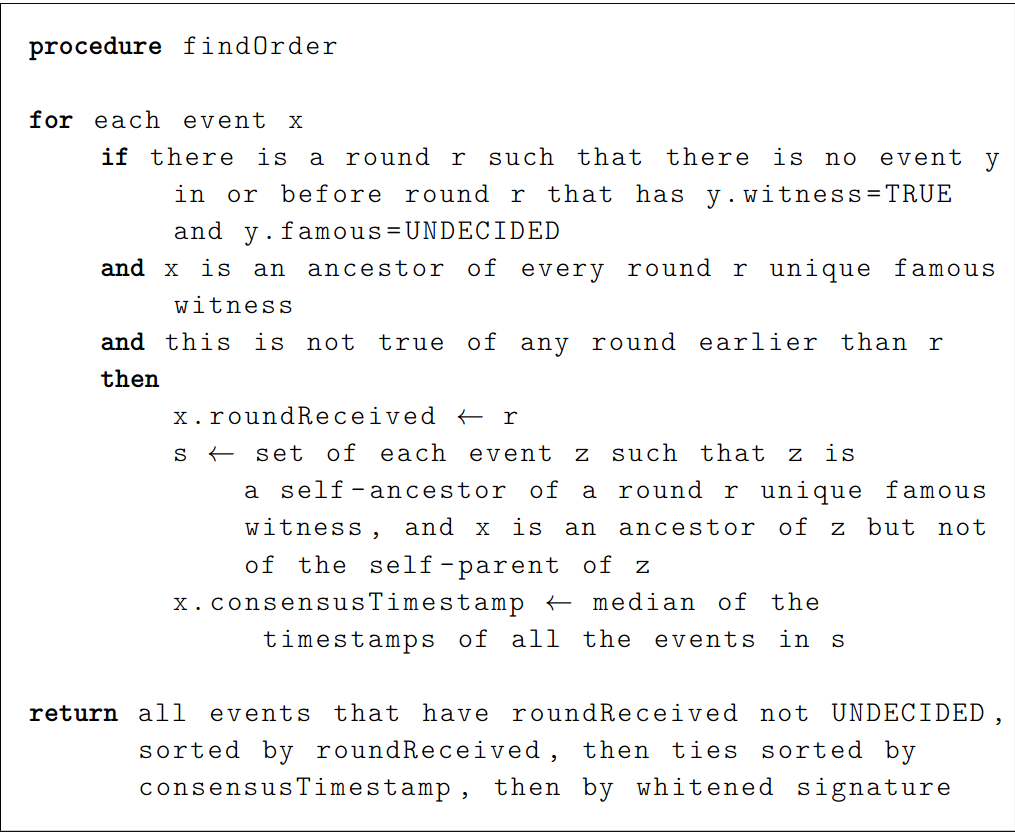 procedure findOrder
for each event x
if there is a round r such that there is no event y
in or before round r that has y.witness=TRUE
and y.famous=UNDECIDED
and x is an ancestor of every round r unique famous
witness
and this is not true of any round earlier than r
then
x.roundReceived ← r
s ← set of each event z such that z is
a self-ancestor of a round r unique famous
witness, and x is an ancestor of z but not
of the self-parent of z
x.consensusTimestamp ← median of the
timestamps of all the events in s
return all events that have roundReceived not UNDECIDED,
sorted by roundReceived, then ties sorted by
consensusTimestamp, then by whitened signature